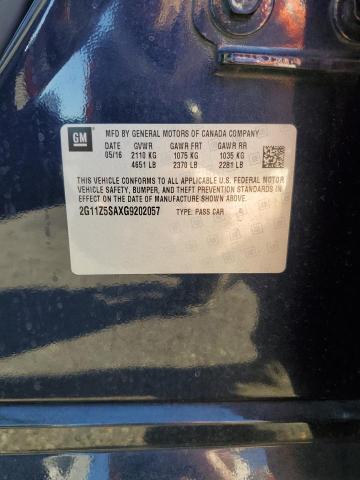 GM
MFD BY GENERAL MOTORS OF CANADA COMPANY
DATE GVWR GAWR FRT GAWR RR
05/16 2110 KG 1075 KG 1035 KG
4651 LB 2370 LB 2281 LB
THIS VEHICLE CONFORMS TO ALL APPLICABLE U.S. FEDERAL MOTOR
VEHICLE SAFETY, BUMPER, AND THEFT PREVENTION STANDARDS
IN EFFECT ON THE DATE OF MANUFACTURE SHOWN ABOVE.
2G11Z5SAXG9202057 TYPE: PASS CAR